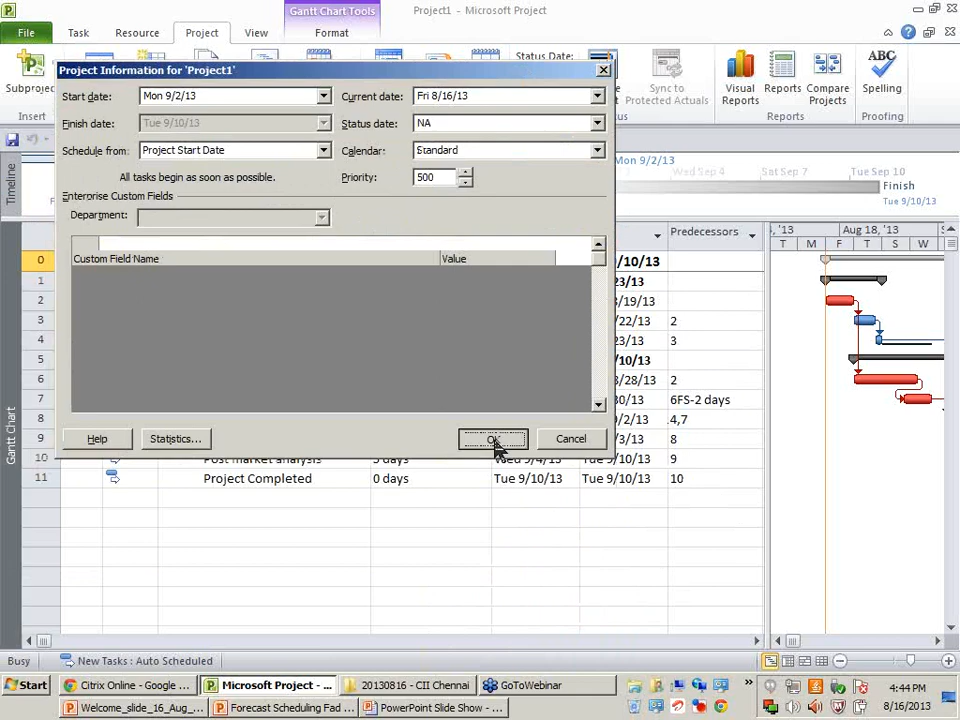 Gantt Chart Tools
Project1 - Microsoft Project
File
Task
Resource
Project
View
Format
Subproj
Status Date:
Sync to
Protected Actuals
Visual
Reports
Reports
Compare
Projects
Spelling
Insert
Reports
Proofing
Project Information for 'Project1'
Start date:
Mon 9/2/13
Current date:
Fri 8/16/13
Finish date:
Tue 9/10/13
Status date:
NA
Schedule from:
Project Start Date
Calendar:
Standard
All tasks begin as soon as possible.
Priority:
500
Enterprise Custom Fields
Department:
Custom Field Name
Value
Help
Statistics...
OK
Cancel
Timeline
Mon 9/2/13
Sat Sep 7
Tue Sep 10
Finish
Tue 9/10/13
Predecessors
, '13
Aug 18, '13
T
M
F
T
S
W
0
/10/13
1
23/13
2
/19/13
3
/22/13
2
4
23/13
3
5
/10/13
6
8/28/13
2
7
30/13
6FS-2 days
8
9/2/13
4,7
9
/3/13
8
10
Post market analysis
5 days
Wed 9/4/13
Tue 9/10/13
9
11
Project Completed
0 days
Tue 9/10/13
Tue 9/10/13
10
Gantt Chart
Busy
New Tasks : Auto Scheduled
Start
Citrix Online - Google ...
Microsoft Project - ...
20130816 - CII Chennai
GoToWebinar
4:44 PM
Welcome_slide_16_Aug_...
Forecast Scheduling Fad ...
PowerPoint Slide Show - ...
8/16/2013